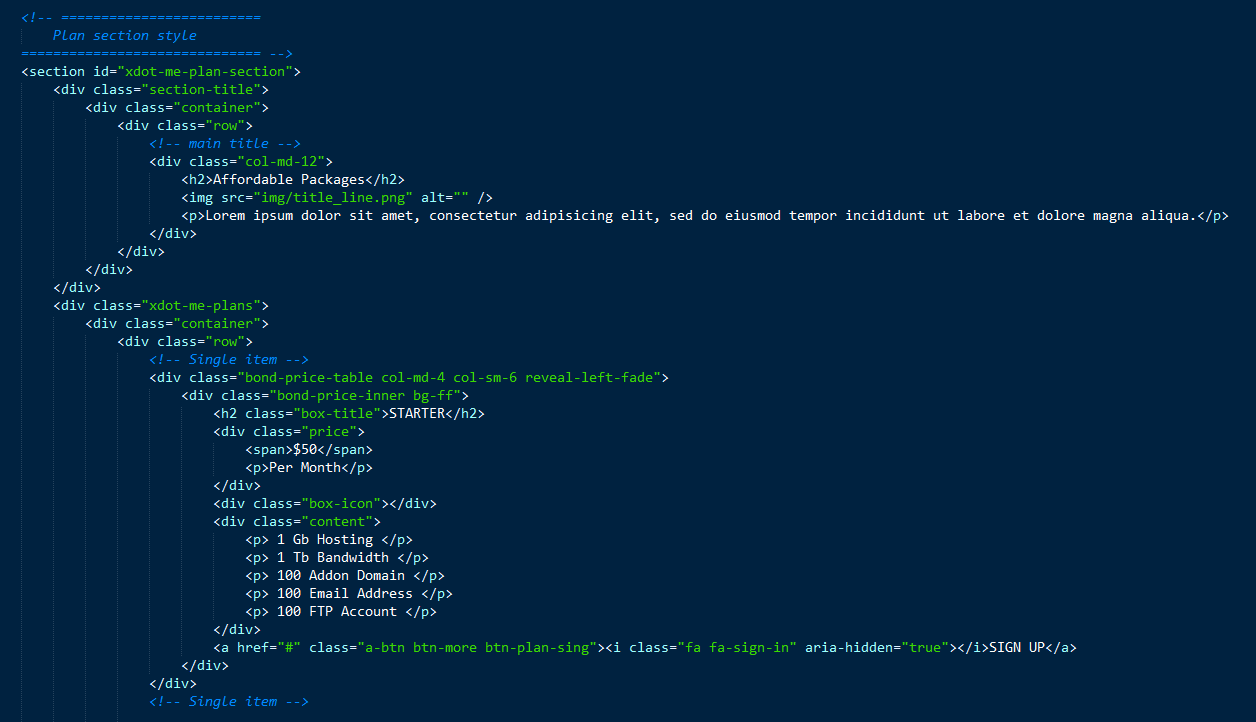 <!-- =========================
    Plan section style
============================== -->
<section id="xdot-me-plan-section">
    <div class="section-title">
        <div class="container">
            <div class="row">
                <!-- main title -->
                <div class="col-md-12">
                    <h2>Affordable Packages</h2>
                    <img src="img/title_line.png" alt="" />
                    <p>Lorem ipsum dolor sit amet, consectetur adipisicing elit, sed do eiusmod tempor incididunt ut labore et dolore magna aliqua.</p>
                </div>
            </div>
        </div>
    </div>
    <div class="xdot-me-plans">
        <div class="container">
            <div class="row">
                <!-- Single item -->
                <div class="bond-price-table col-md-4 col-sm-6 reveal-left-fade">
                    <div class="bond-price-inner bg-ff">
                        <h2 class="box-title">STARTER</h2>
                        <div class="price">
                            <span>$50</span>
                            <p>Per Month</p>
                        </div>
                        <div class="box-icon"></div>
                        <div class="content">
                            <p> 1 Gb Hosting </p>
                            <p> 1 Tb Bandwidth </p>
                            <p> 100 Addon Domain </p>
                            <p> 100 Email Address </p>
                            <p> 100 FTP Account </p>
                        </div>
                        <a href="#" class="a-btn btn-more btn-plan-sing"><i class="fa fa-sign-in" aria-hidden="true"></i>SIGN UP</a>
                    </div>
                </div>
                <!-- Single item -->